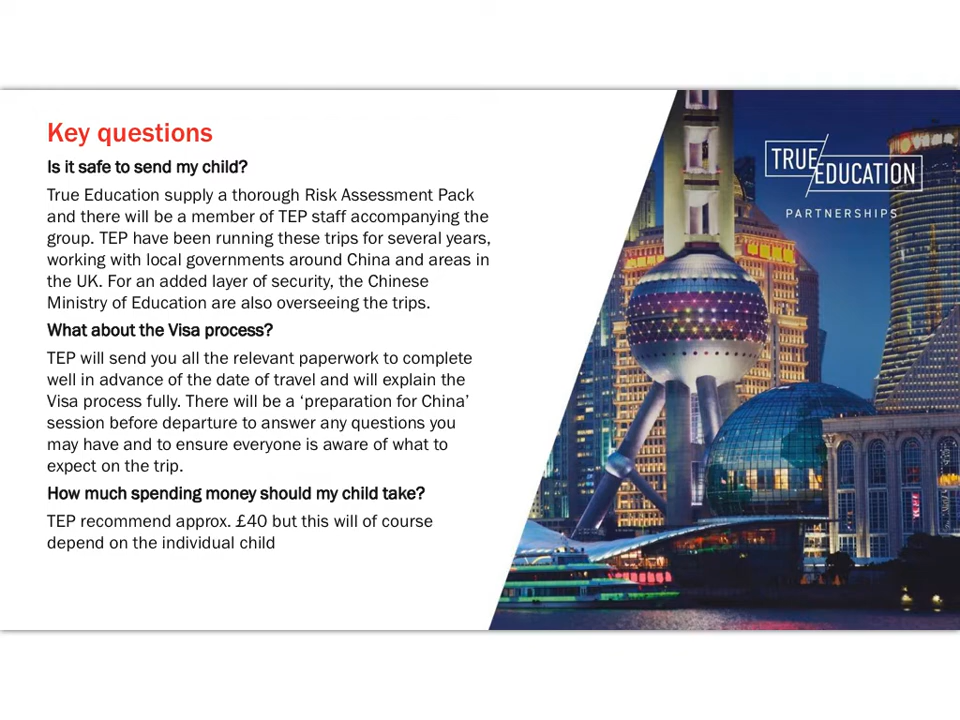 Key questions
Is it safe to send my child?
True Education supply a thorough Risk Assessment Pack
and there will be a member of TEP staff accompanying the
group. TEP have been running these trips for several years,
working with local governments around China and areas in
the UK. For an added layer of security, the Chinese
Ministry of Education are also overseeing the trips.
What about the Visa process?
TEP will send you all the relevant paperwork to complete
well in advance of the date of travel and will explain the
Visa process fully. There will be a ‘preparation for China’
session before departure to answer any questions you
may have and to ensure everyone is aware of what to
expect on the trip.
How much spending money should my child take?
TEP recommend approx. £40 but this will of course
depend on the individual child
TRUE
EDUCATION
PARTNERSHIPS